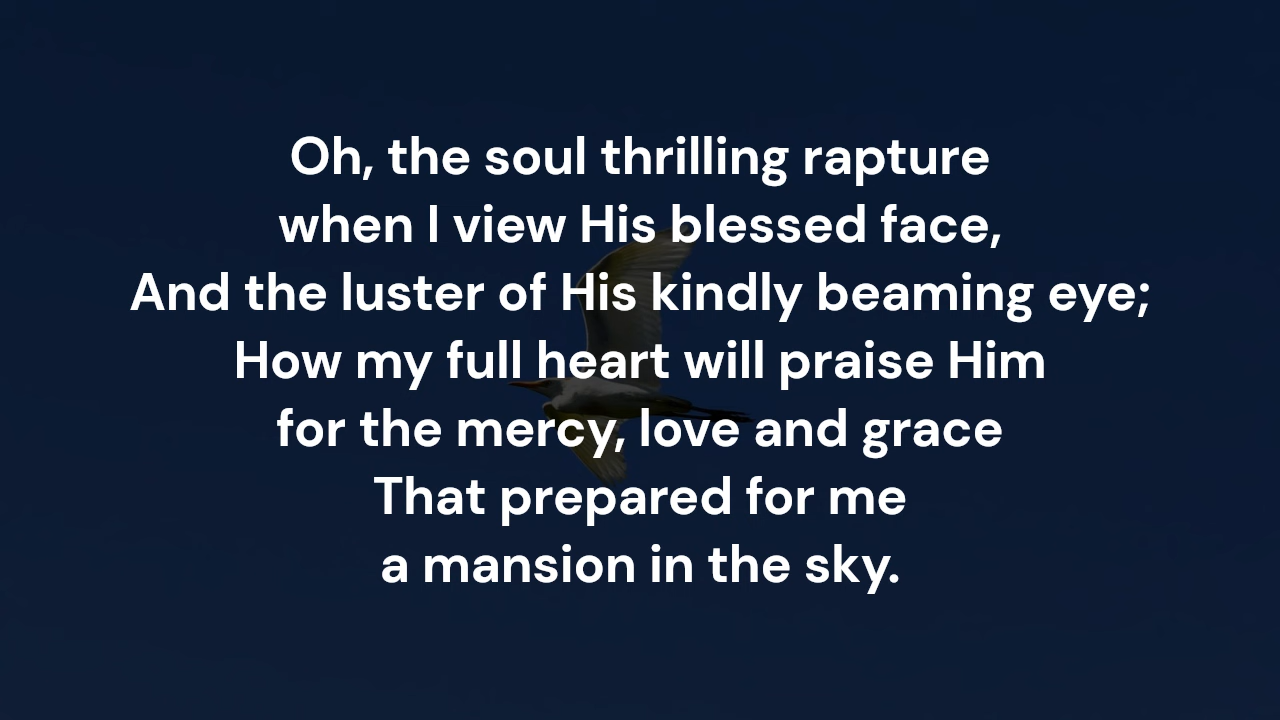 Oh, the soul thrilling rapture
when I view His blessed face,
And the luster of His kindly beaming eye;
How my full heart will praise Him
for the mercy, love and grace
That prepared for me
a mansion in the sky.